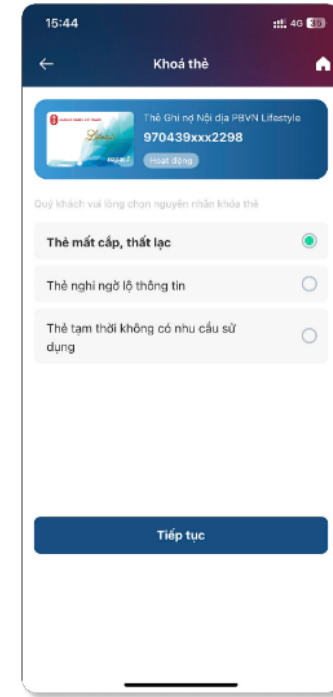 15:44
4G
Khoá thẻ
Thẻ Ghi nợ Nội địa PBVN Lifestyle
970439xxx2298
Hoạt động
Quý khách vui lòng chọn nguyên nhân khóa thẻ
Thẻ mất cắp, thất lạc
Thẻ nghi ngờ lộ thông tin
Thẻ tạm thời không có nhu cầu sử
dụng
Tiếp tục